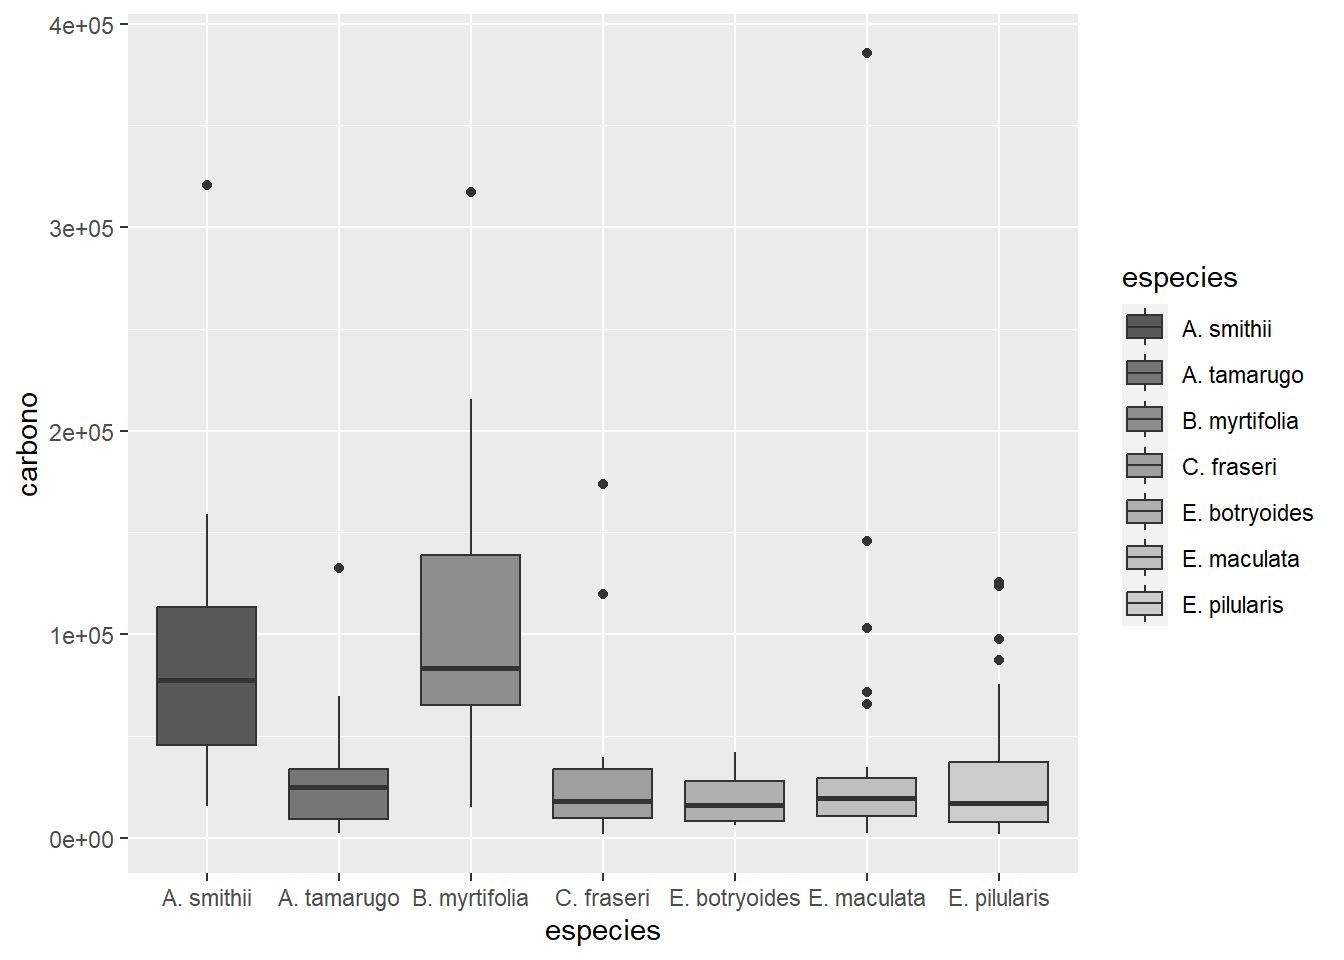 carbono
4e+05
3e+05
2e+05
1e+05
0e+00
A. smithii A. tamarugo B. myrtifolia C. fraseri E. botryoides E. maculata E. pilularis
especies
especies
A. smithii
A. tamarugo
B. myrtifolia
C. fraseri
E. botryoides
E. maculata
E. pilularis